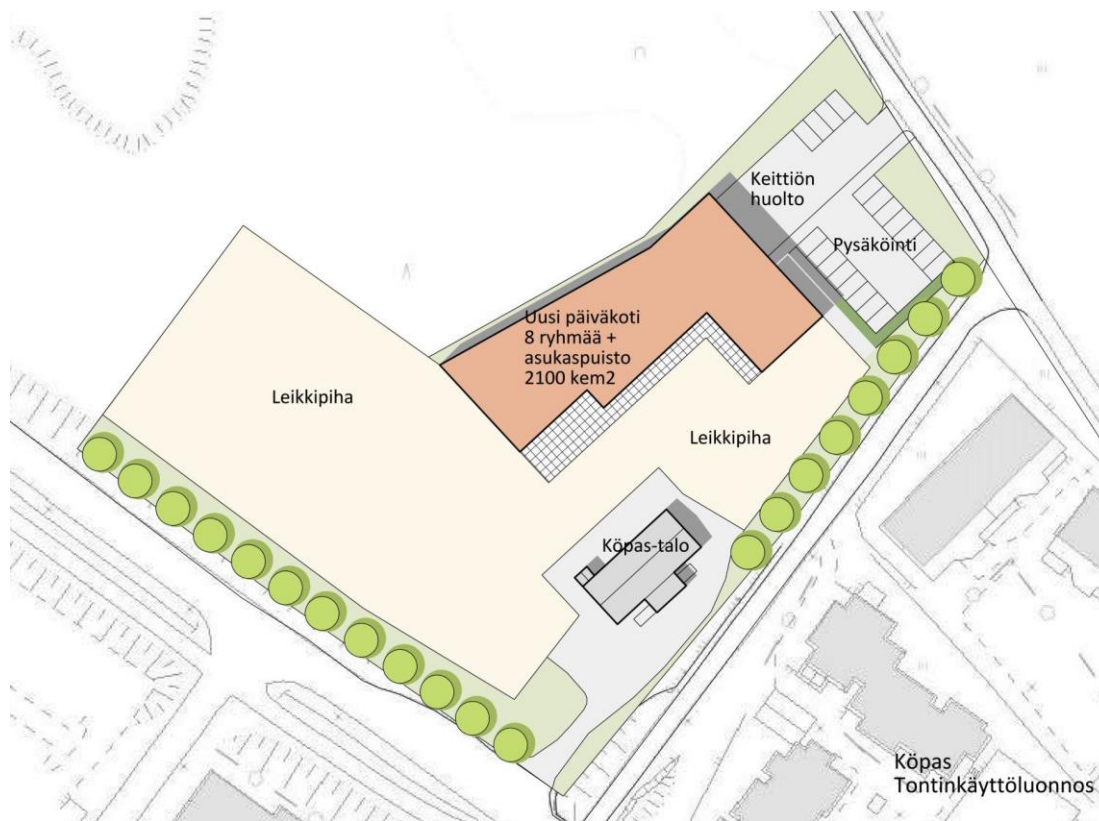 Keittiön
huolto
Pysäköinti
Uusi päiväkoti
8 ryhmää +
asukaspuisto
2100 kem2
Leikkipiha
Leikkipiha
Köpas-talo
Köpas
Tontinkäyttöluonnos